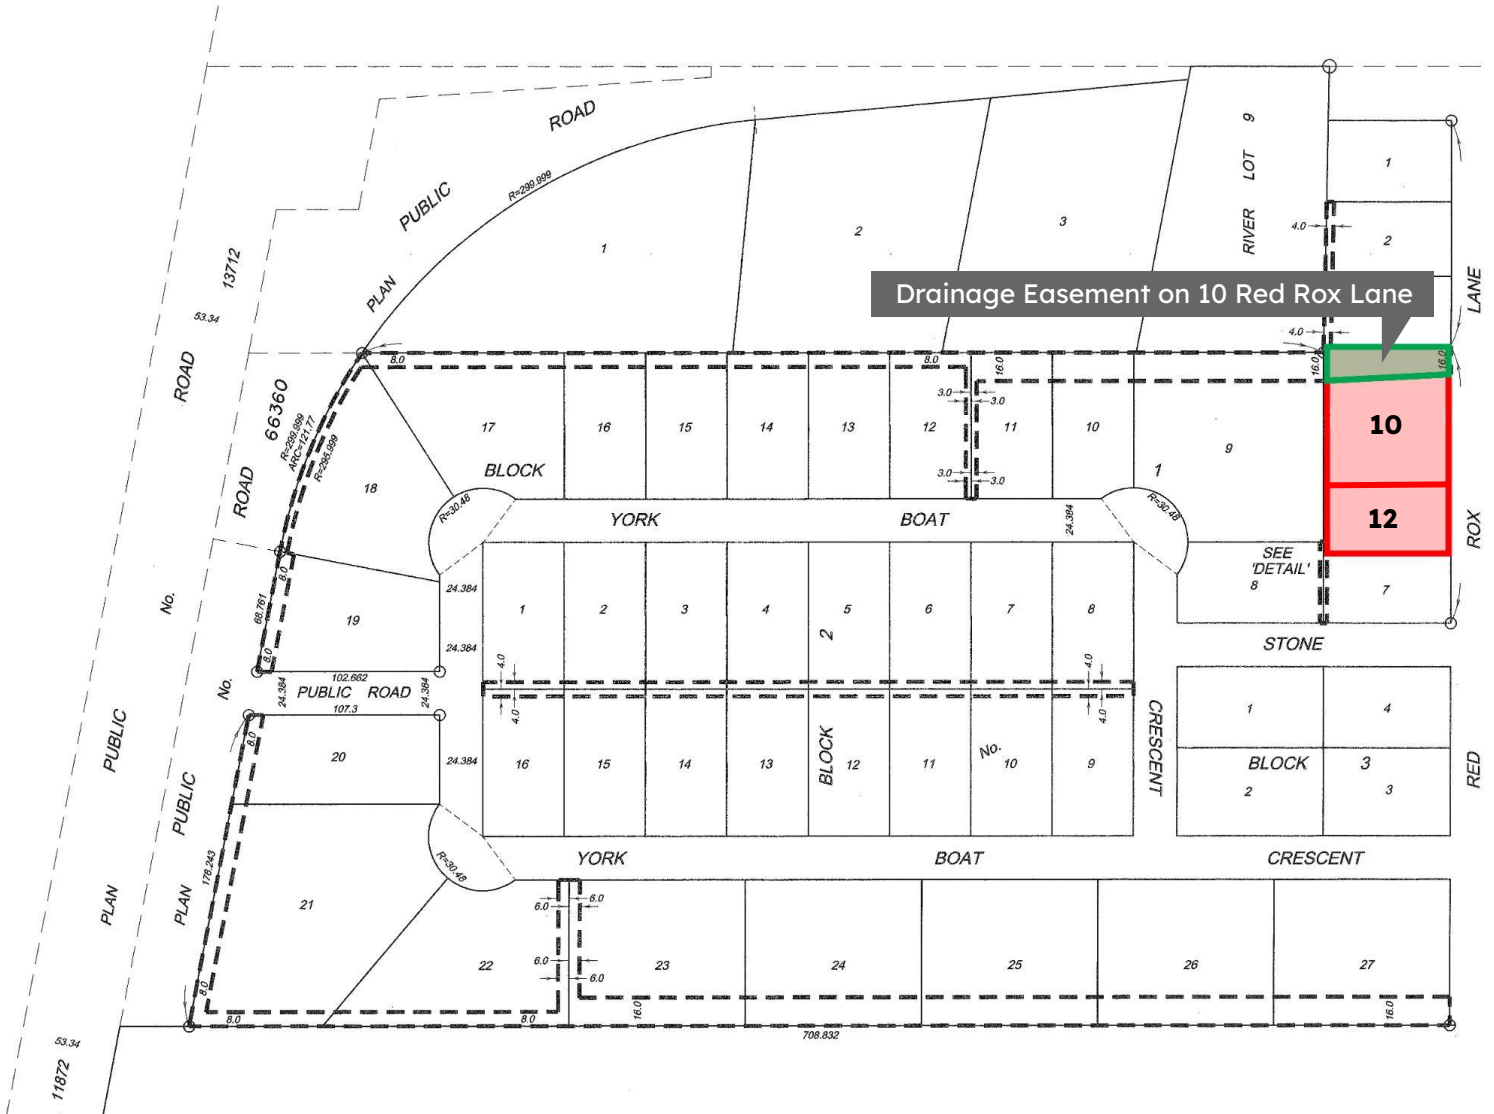 ROAD
9
LOT
RIVER
1
R=299.999
PUBLIC
PLAN
1
2
3
4.0
2
LANE
13712
53.34
Drainage Easement on 10 Red Rox Lane
4.0
ROAD
66360
R=299.999
ARC=121.77
R=295.999
8.0
8.0
16.0
16.0
16.0
3.0
3.0
17
16
15
14
13
12
11
10
9
10
BLOCK
1
3.0
3.0
18
ROAD
R=30.48
YORK
BOAT
24.384
R=30.48
12
ROX
SEE
'DETAIL'
8
7
8.0
24.384
1
2
3
4
5
6
7
8
2
No.
68.761
19
8.0
24.384
STONE
4.0
4.0
102.662
PUBLIC ROAD
107.3
24.384
24.384
No.
4.0
4.0
CRESCENT
1
4
PUBLIC
8.0
20
24.384
16
15
14
13
BLOCK
12
11
No.
10
9
BLOCK 3
2
3
RED
PUBLIC
R=30.48
YORK
BOAT
CRESCENT
178.243
PLAN
PLAN
21
6.0
6.0
22
6.0
6.0
23
24
25
26
27
8.0
8.0
8.0
16.0
16.0
708.832
53.34
11872